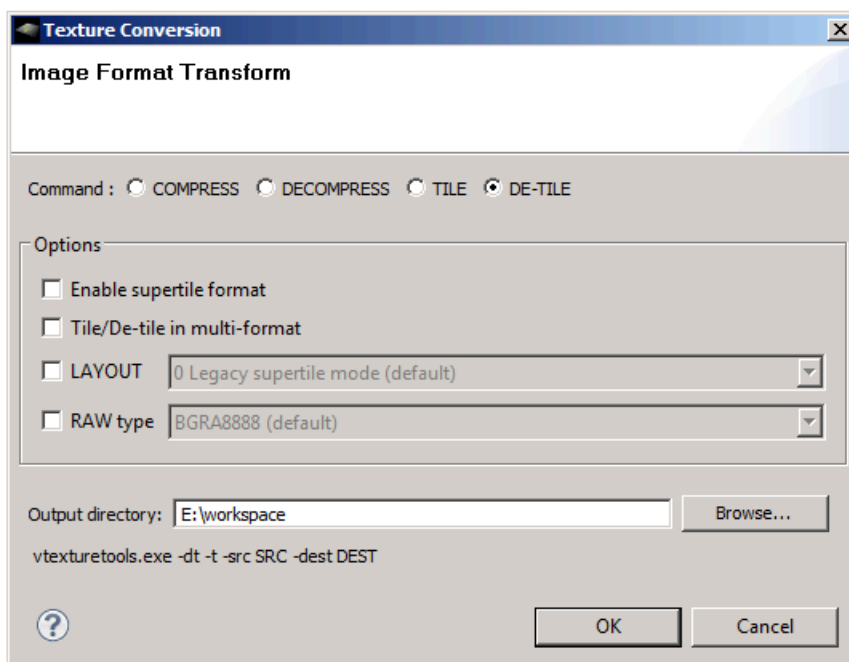 Texture Conversion
Image Format Transform
Command : COMPRESS DECOMPRESS TILE DE-TILE
Options
Enable supertile format
Tile/De-tile in multi-format
LAYOUT 0 Legacy supertile mode (default)
RAW type BGRA8888 (default)
Output directory: E:\workspace Browse...
vtexturetools.exe -dt -t -src SRC -dest DEST
? OK Cancel